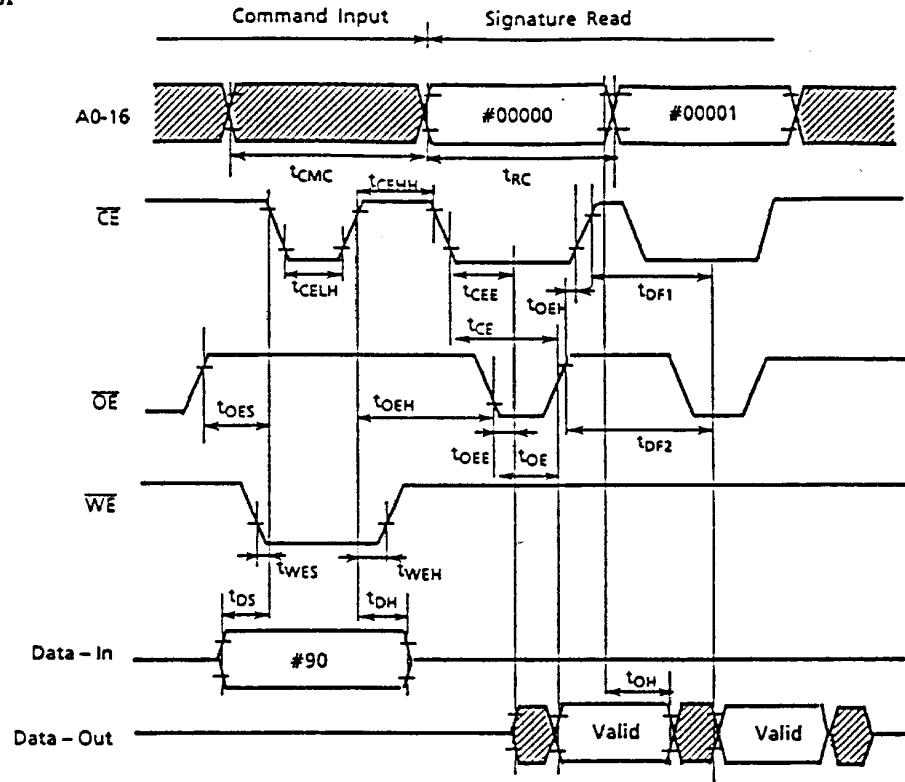 Command Input Signature Read
A0-16 #00000 #00001
tCMC tRC
tCEHH
CE
tCELH tCEE tOEH tDF1
tCE
OE tOES tOEH tDF2
tOEE tOE
WE
tWES tWEH
tDS tDH
Data – In #90
tOH
Data – Out Valid Valid